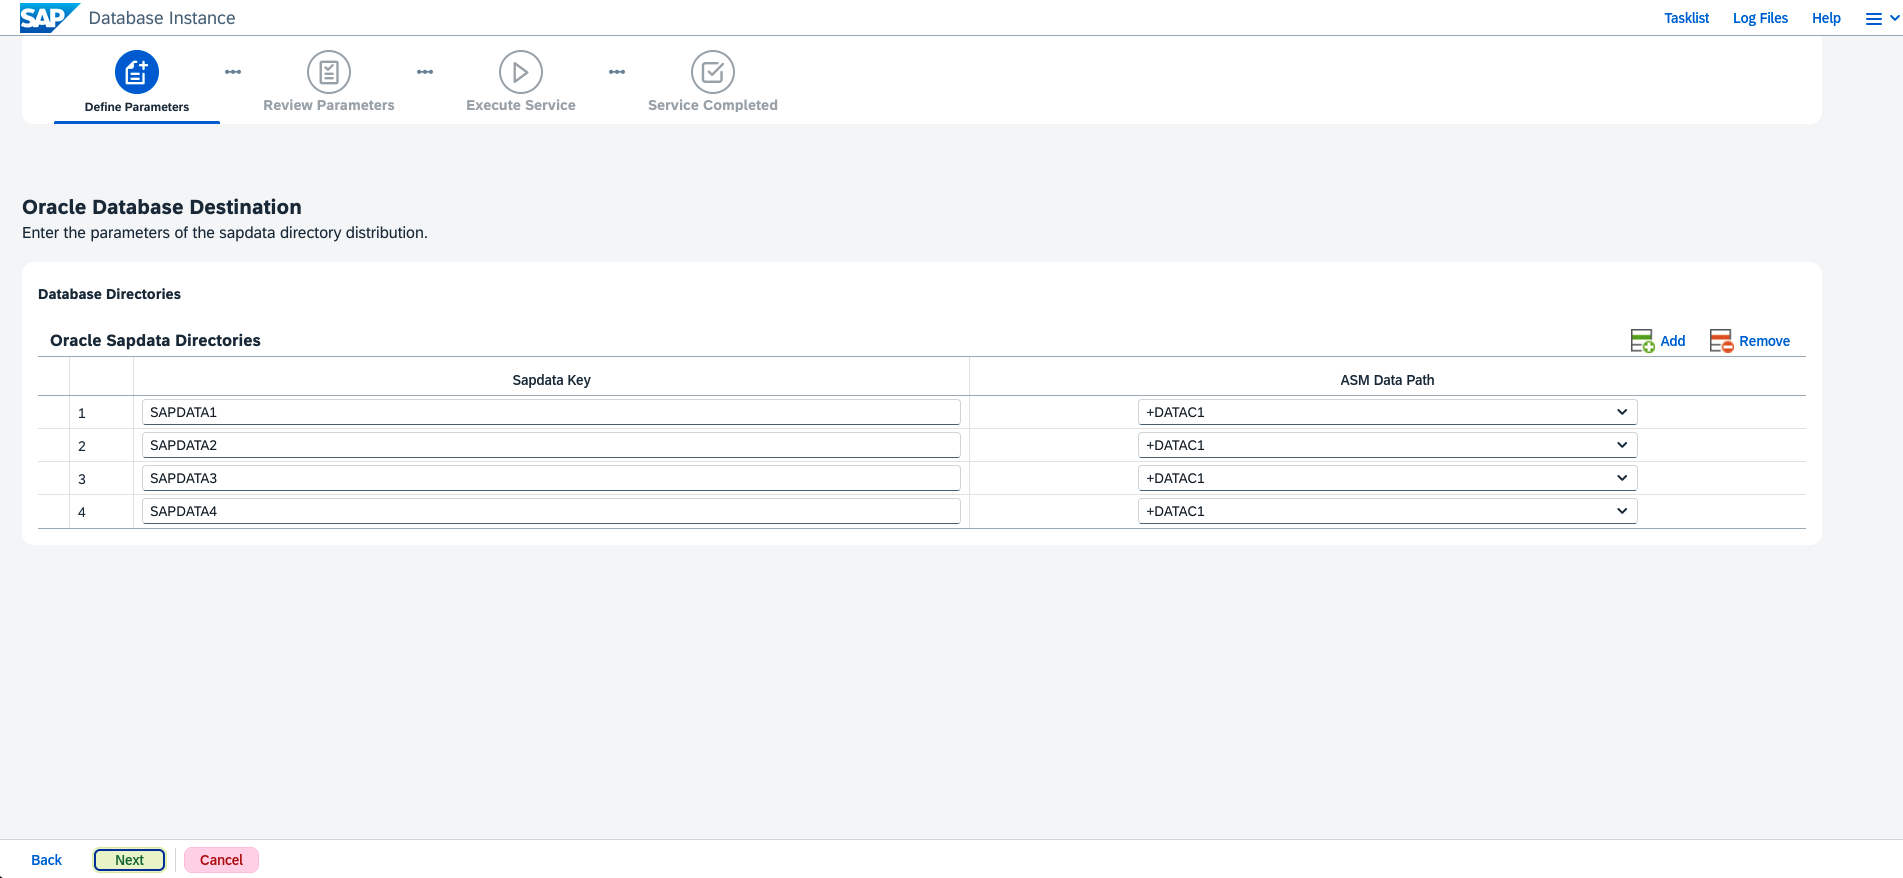 SAP Database Instance Tasklist Log Files Help
Define Parameters Review Parameters Execute Service Service Completed
Oracle Database Destination
Enter the parameters of the sapdata directory distribution.
Database Directories
Oracle Sapdata Directories Add Remove
Sapdata Key ASM Data Path
1 SAPDATA1 +DATAC1
2 SAPDATA2 +DATAC1
3 SAPDATA3 +DATAC1
4 SAPDATA4 +DATAC1
Back Next Cancel